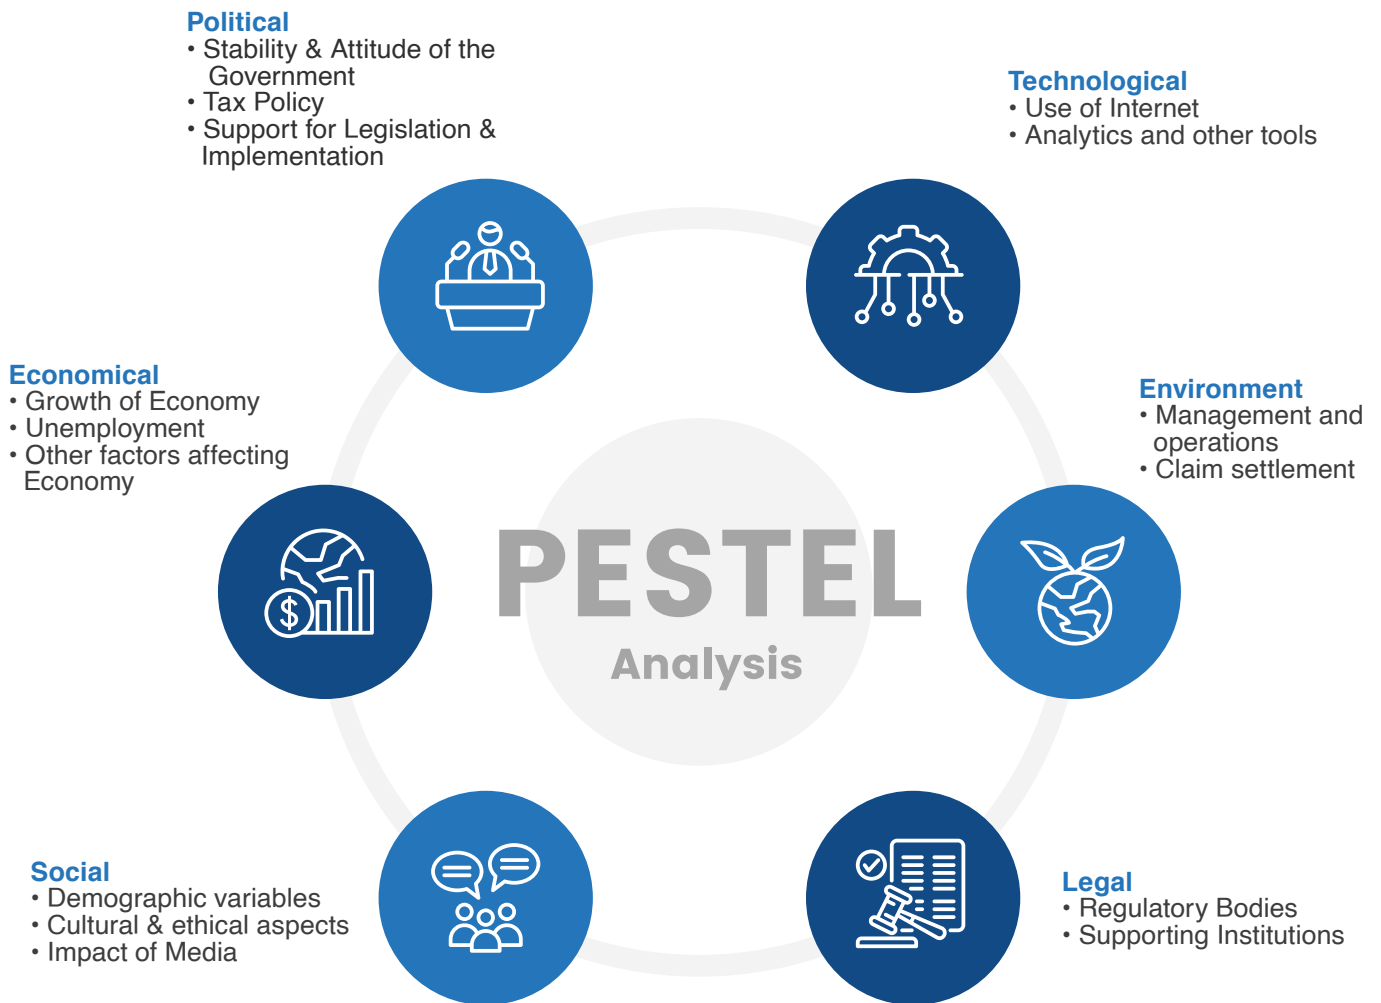 Political
• Stability & Attitude of the
Government
• Tax Policy
• Support for Legislation &
Implementation
Technological
• Use of Internet
• Analytics and other tools
Economical
• Growth of Economy
• Unemployment
• Other factors affecting
Economy
Environment
• Management and
operations
• Claim settlement
PESTEL
Analysis
$
Social
• Demographic variables
• Cultural & ethical aspects
• Impact of Media
Legal
• Regulatory Bodies
• Supporting Institutions